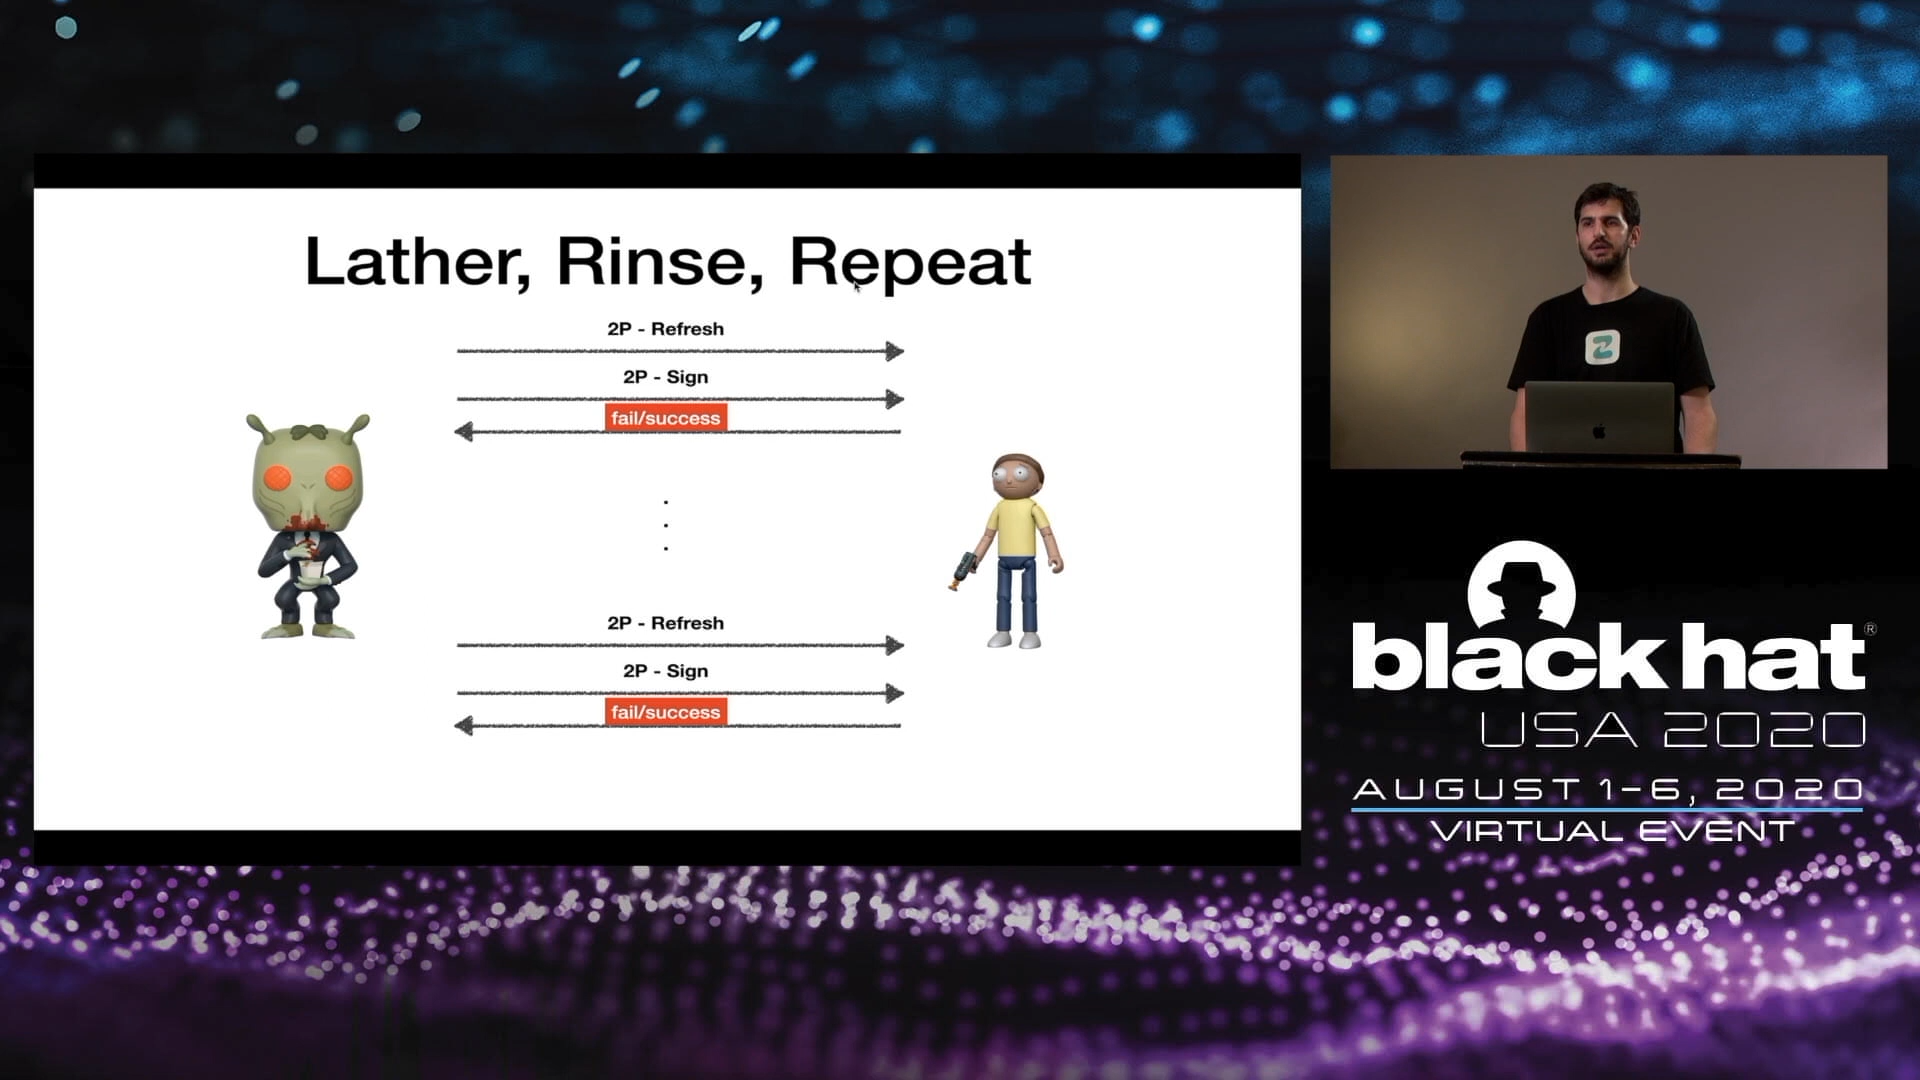 Lather, Rinse, Repeat
2P - Refresh
2P - Sign
fail/success
2P - Refresh
2P - Sign
fail/success
Z
black hat®
USA 2020
AUGUST 1-6, 2020
VIRTUAL EVENT